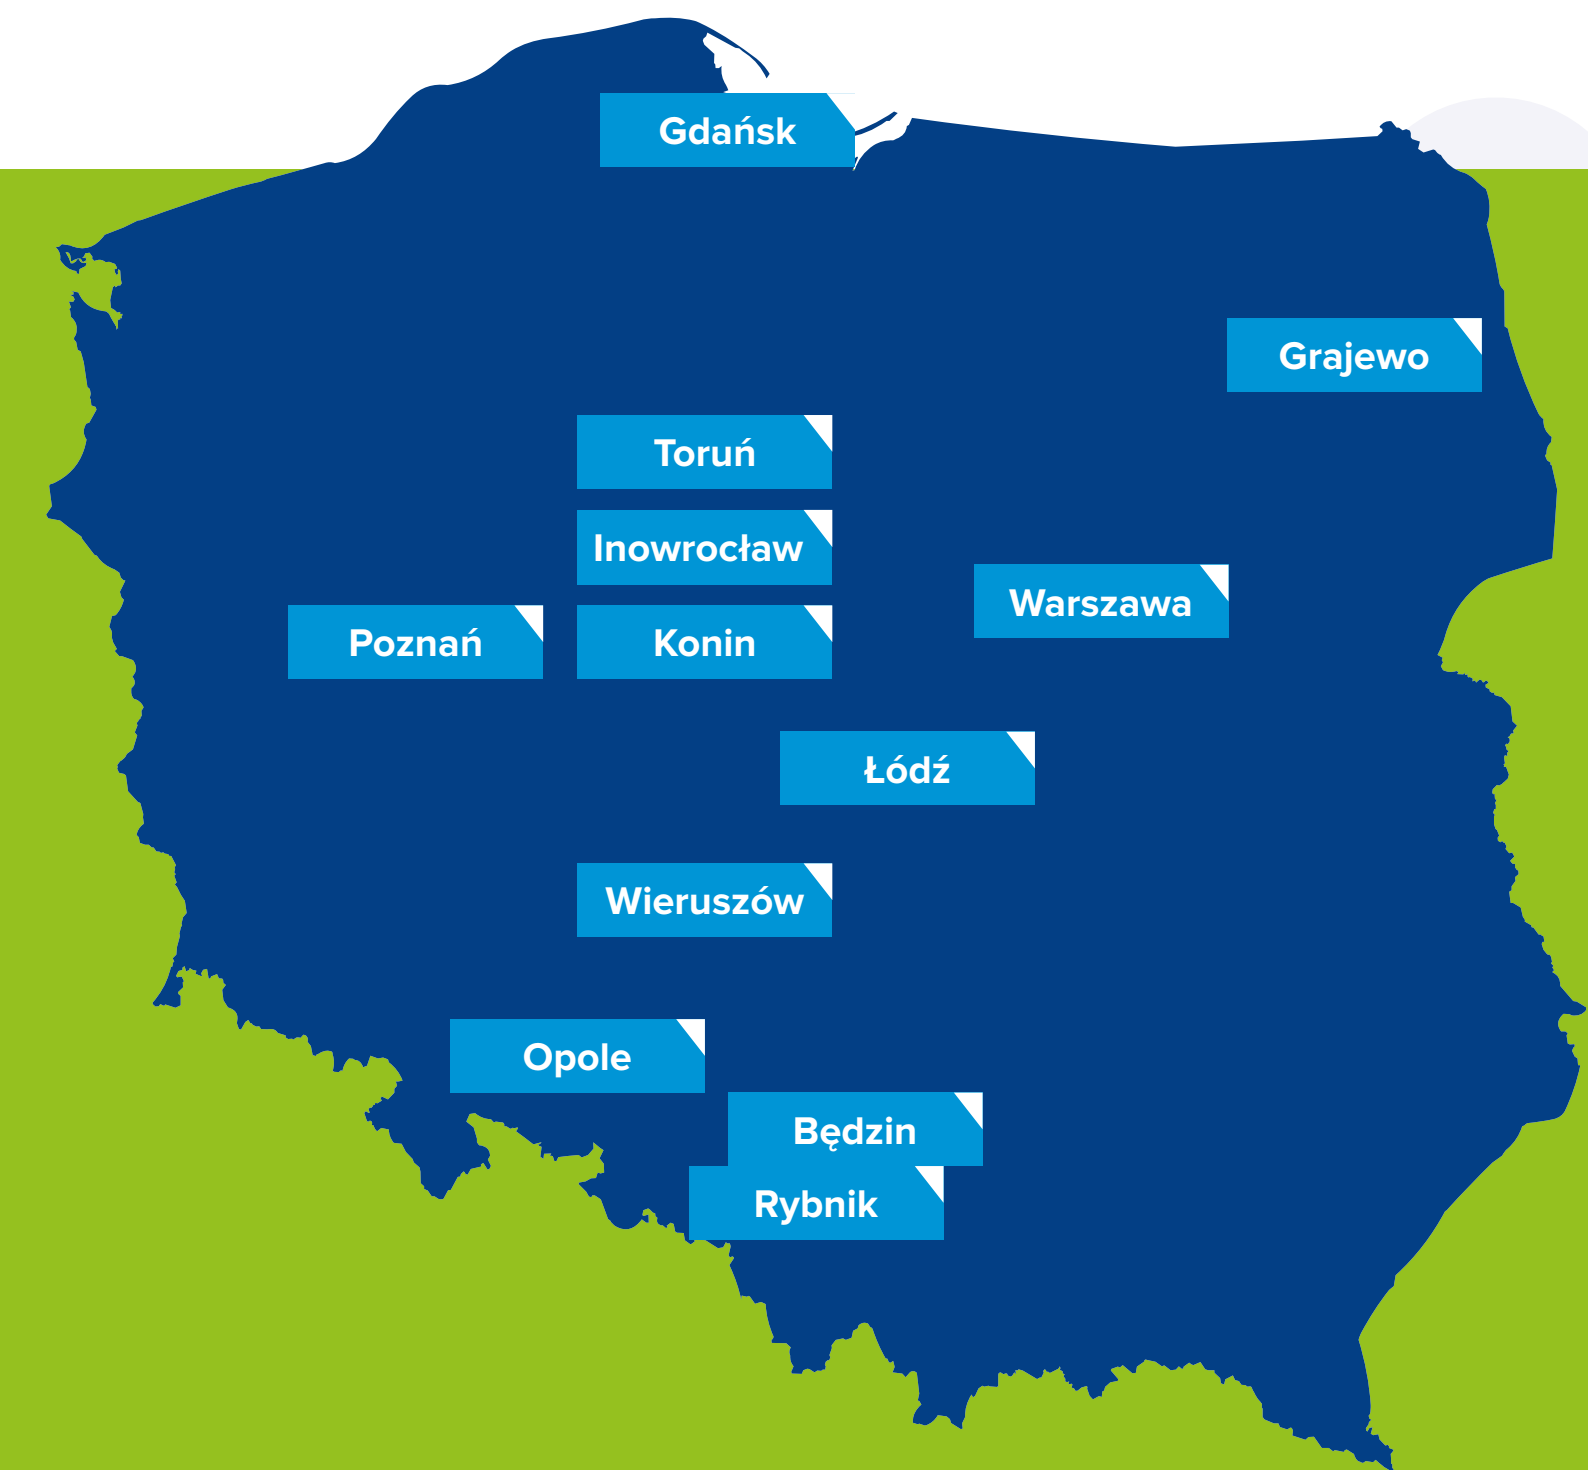 Gdańsk
Grajewo
Toruń
Inowrocław
Warszawa
Poznań
Konin
Łódź
Wieruszów
Opole
Będzin
Rybnik